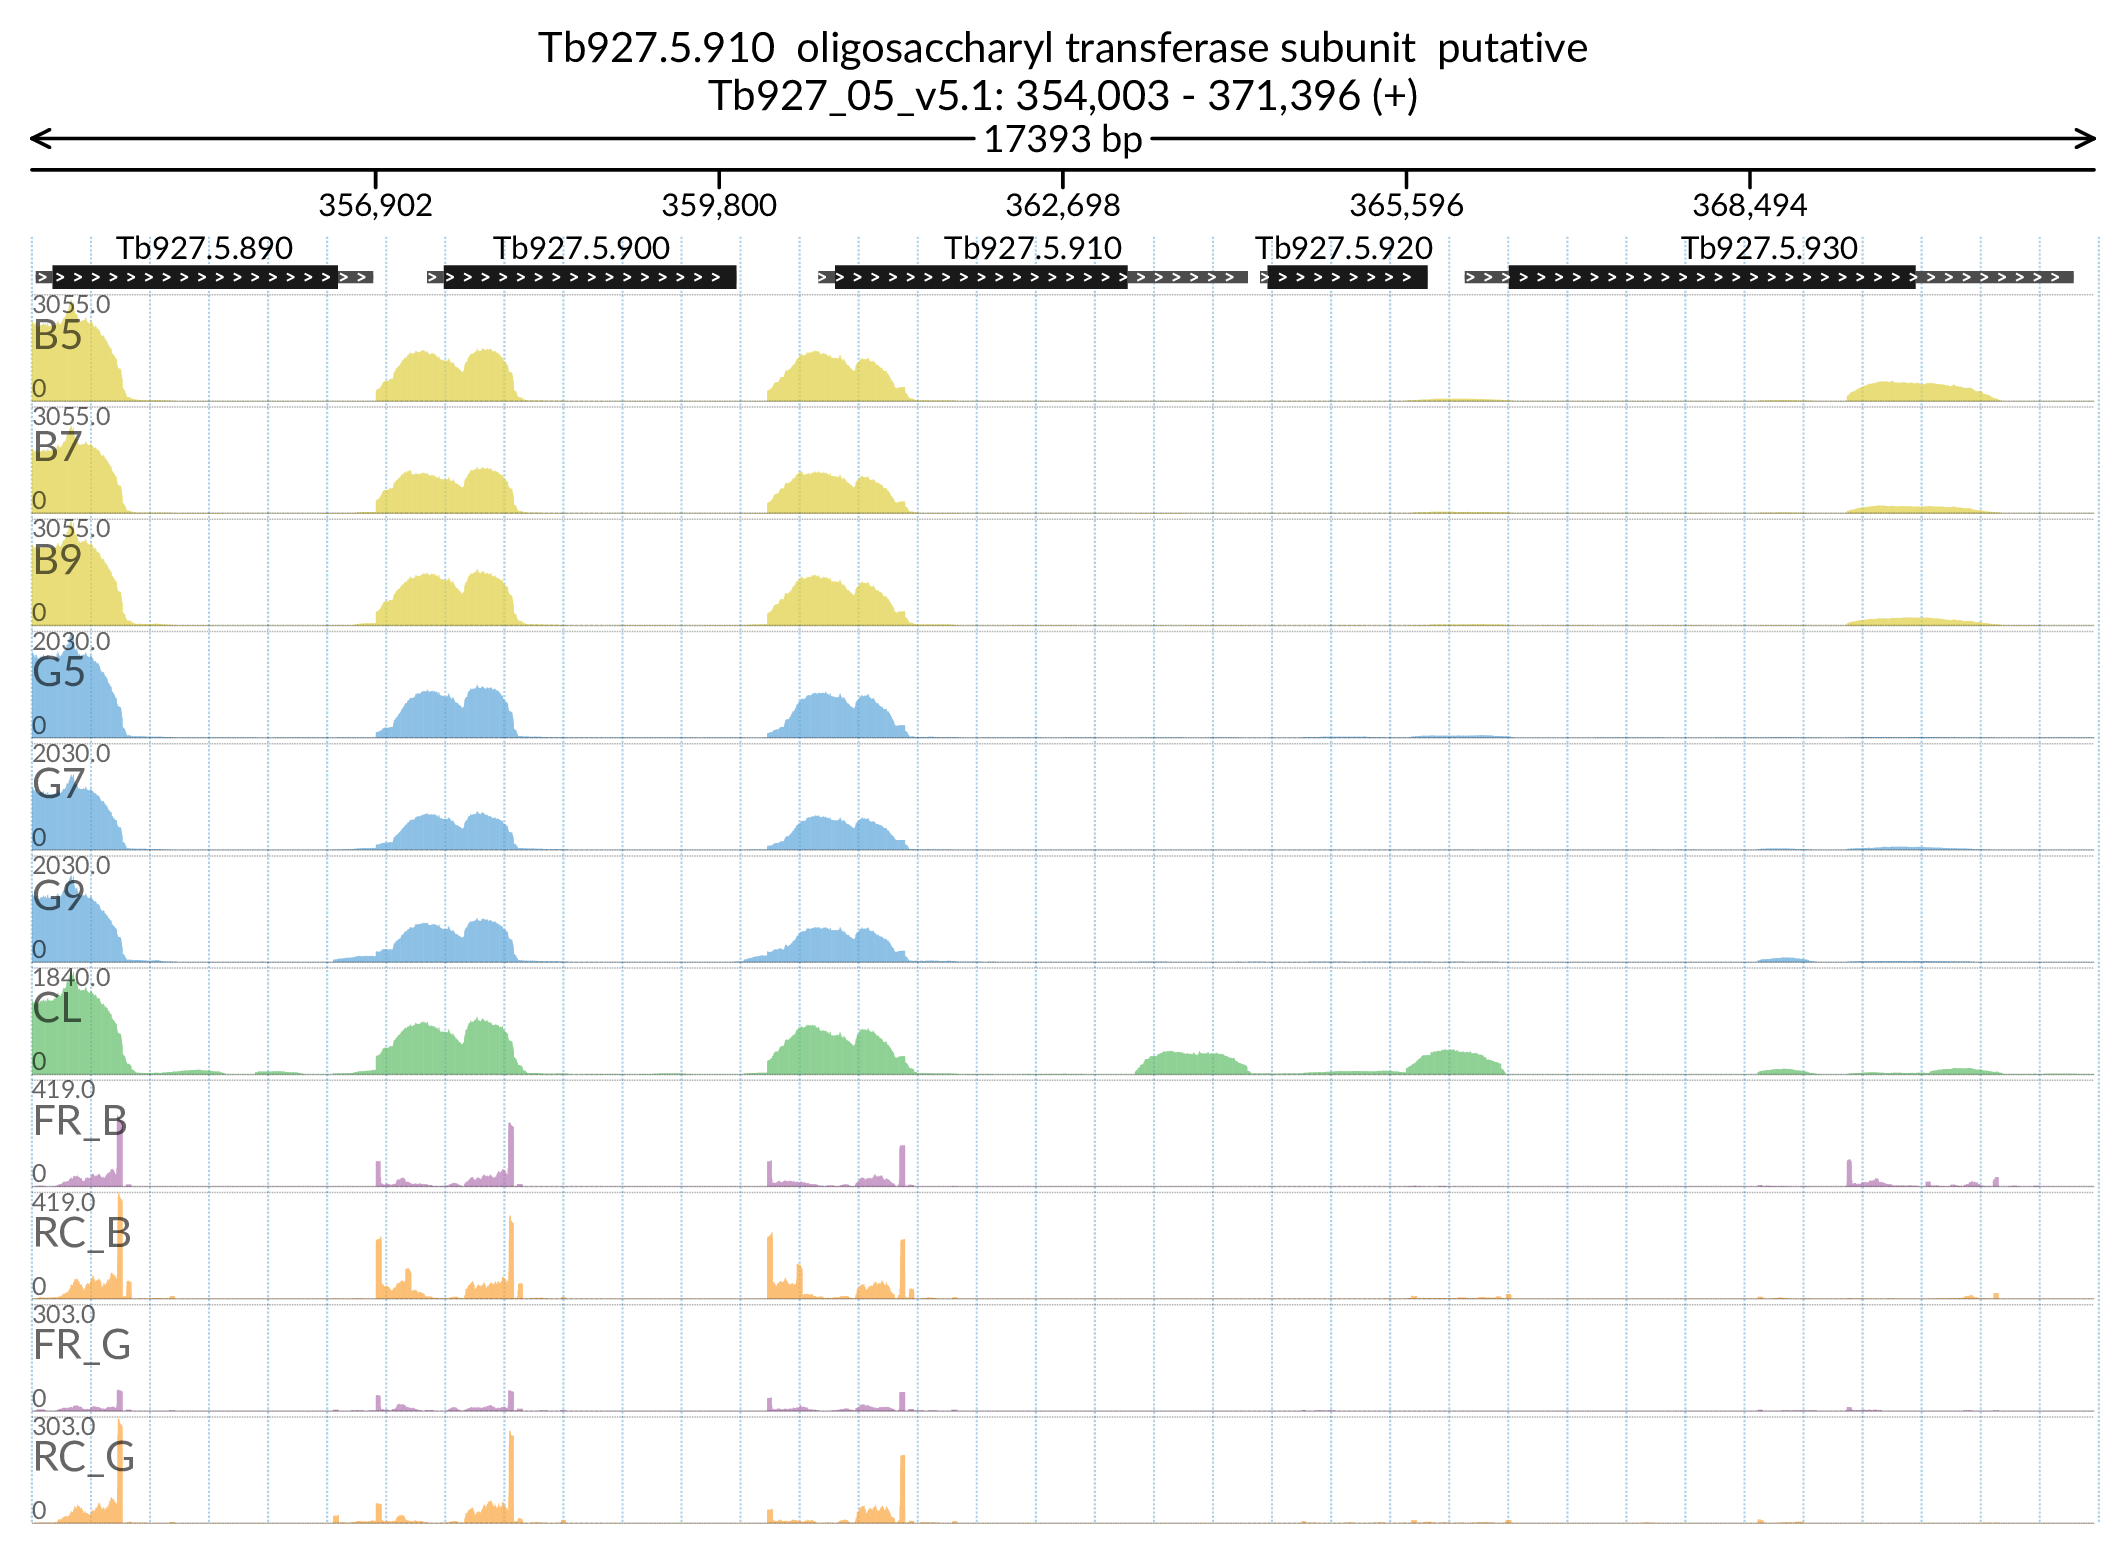 Tb927.5.910  oligosaccharyl transferase subunit  putative
Tb927_05_v5.1: 354,003 - 371,396 (+)
17393 bp
356,902 359,800 362,698 365,596 368,494
Tb927.5.890 Tb927.5.900 Tb927.5.910 Tb927.5.920 Tb927.5.930
3055.0
B5
0
3055.0
B7
0
3055.0
B9
0
2030.0
G5
0
2030.0
G7
0
2030.0
G9
0
1840.0
CL
0
419.0
FR_B
0
419.0
RC_B
0
303.0
FR_G
0
303.0
RC_G
0